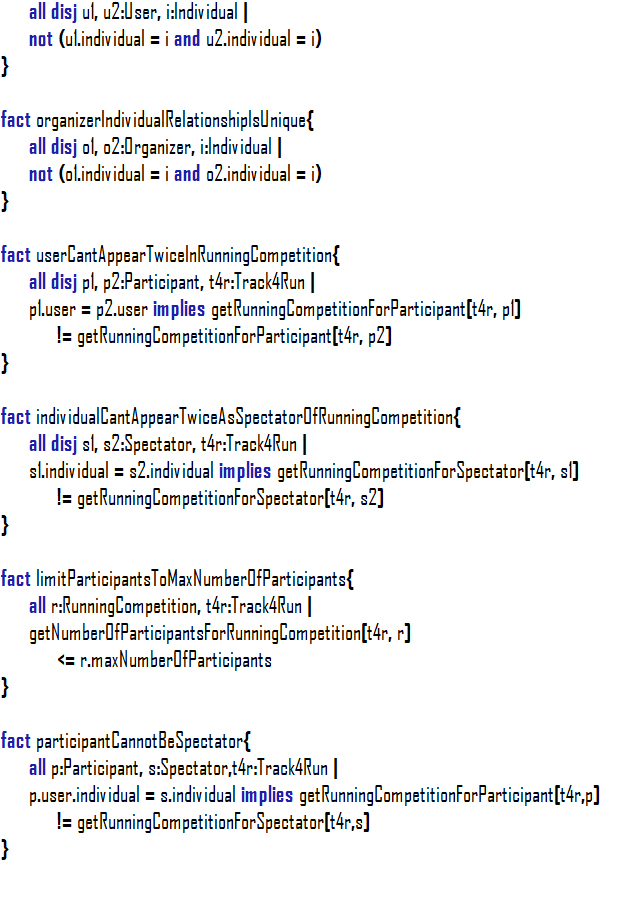 all disj u1, u2:User, i:Individual |
not (u1.individual = i and u2.individual = i)
}
fact organizerIndividualRelationshipIsUnique{
all disj o1, o2:Organizer, i:Individual |
not (o1.individual = i and o2.individual = i)
}
fact userCantAppearTwiceInRunningCompetition{
all disj p1, p2:Participant, t4r:Track4Run |
p1.user = p2.user implies getRunningCompetitionForParticipant[t4r, p1]
!= getRunningCompetitionForParticipant[t4r, p2]
}
fact individualCantAppearTwiceAsSpectatorOfRunningCompetition{
all disj s1, s2:Spectator, t4r:Track4Run |
s1.individual = s2.individual implies getRunningCompetitionForSpectator[t4r, s1]
!= getRunningCompetitionForSpectator[t4r, s2]
}
fact limitParticipantsToMaxNumberOfParticipants{
all r:RunningCompetition, t4r:Track4Run |
getNumberOfParticipantsForRunningCompetition[t4r, r]
<= r.maxNumberOfParticipants
}
fact participantCannotBeSpectator{
all p:Participant, s:Spectator,t4r:Track4Run |
p.user.individual = s.individual implies getRunningCompetitionForParticipant[t4r,p]
!= getRunningCompetitionForSpectator[t4r,s]
}